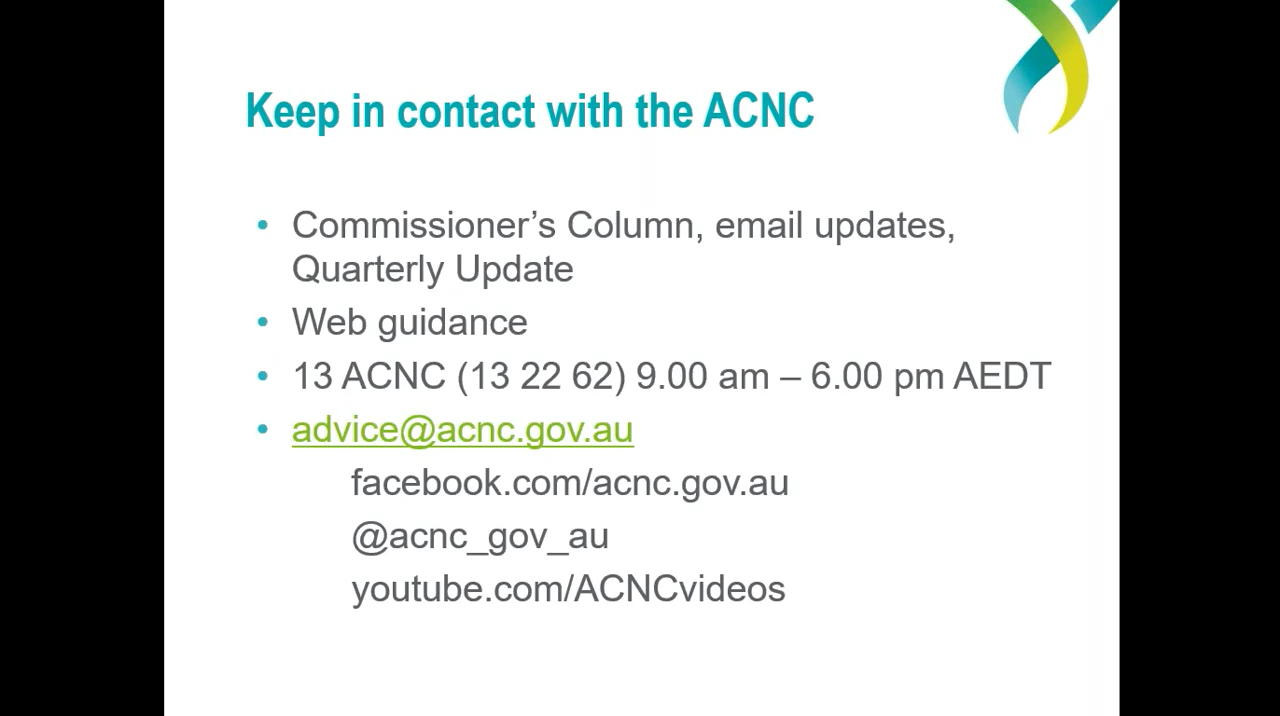 Keep in contact with the ACNC
• Commissioner’s Column, email updates,
Quarterly Update
• Web guidance
• 13 ACNC (13 22 62) 9.00 am – 6.00 pm AEDT
• advice@acnc.gov.au
facebook.com/acnc.gov.au
@acnc_gov_au
youtube.com/ACNCvideos